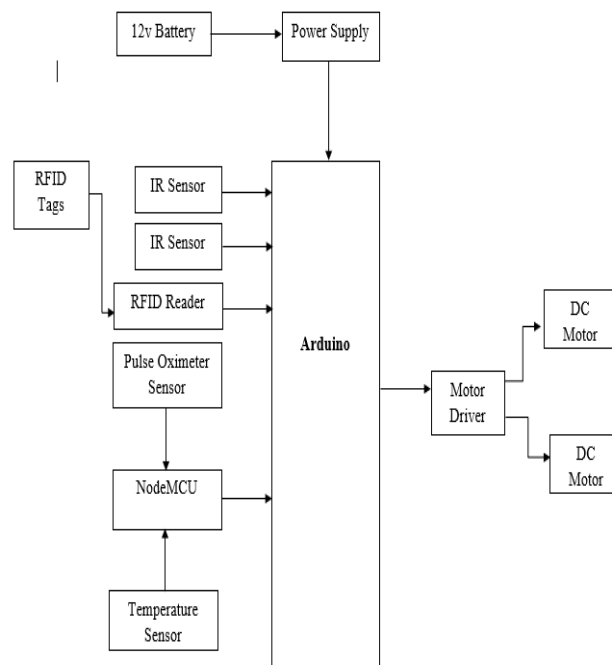 12v Battery
Power Supply
RFID
Tags
IR Sensor
IR Sensor
RFID Reader
Arduino
Pulse Oximeter
Sensor
NodeMCU
Temperature
Sensor
Motor
Driver
DC
Motor
DC
Motor